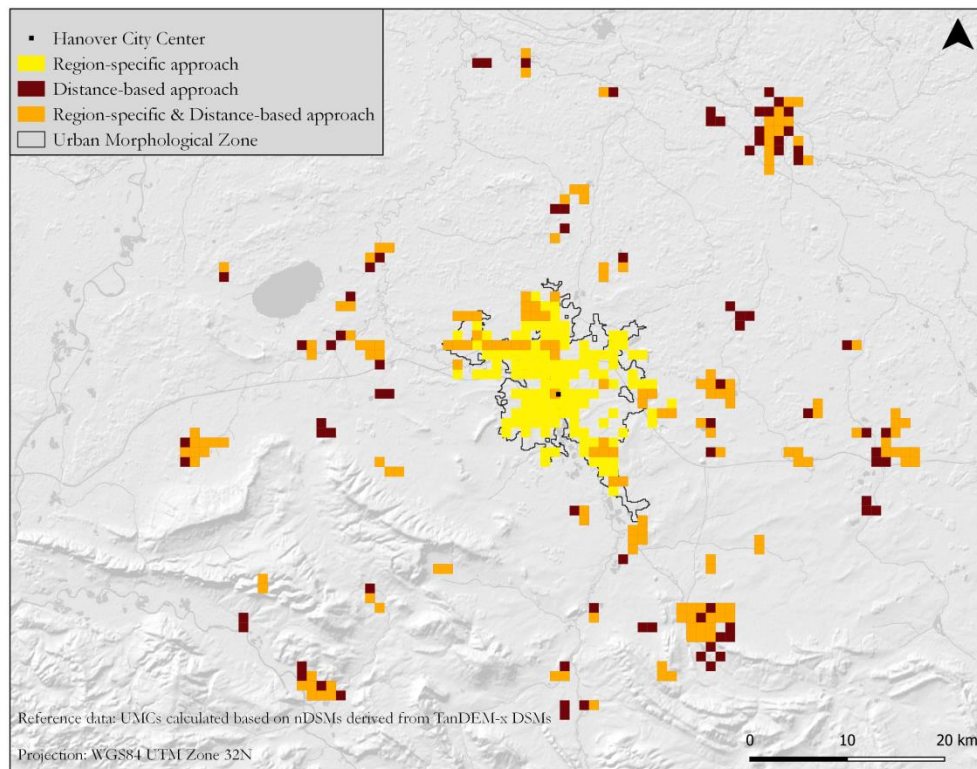 Hanover City Center
Region-specific approach
Distance-based approach
Region-specific & Distance-based approach
Urban Morphological Zone
Reference data: UMCs calculated based on nDSMs derived from TanDEM-x DSMs
Projection: WGS84 UTM Zone 32N
0 10 20 km